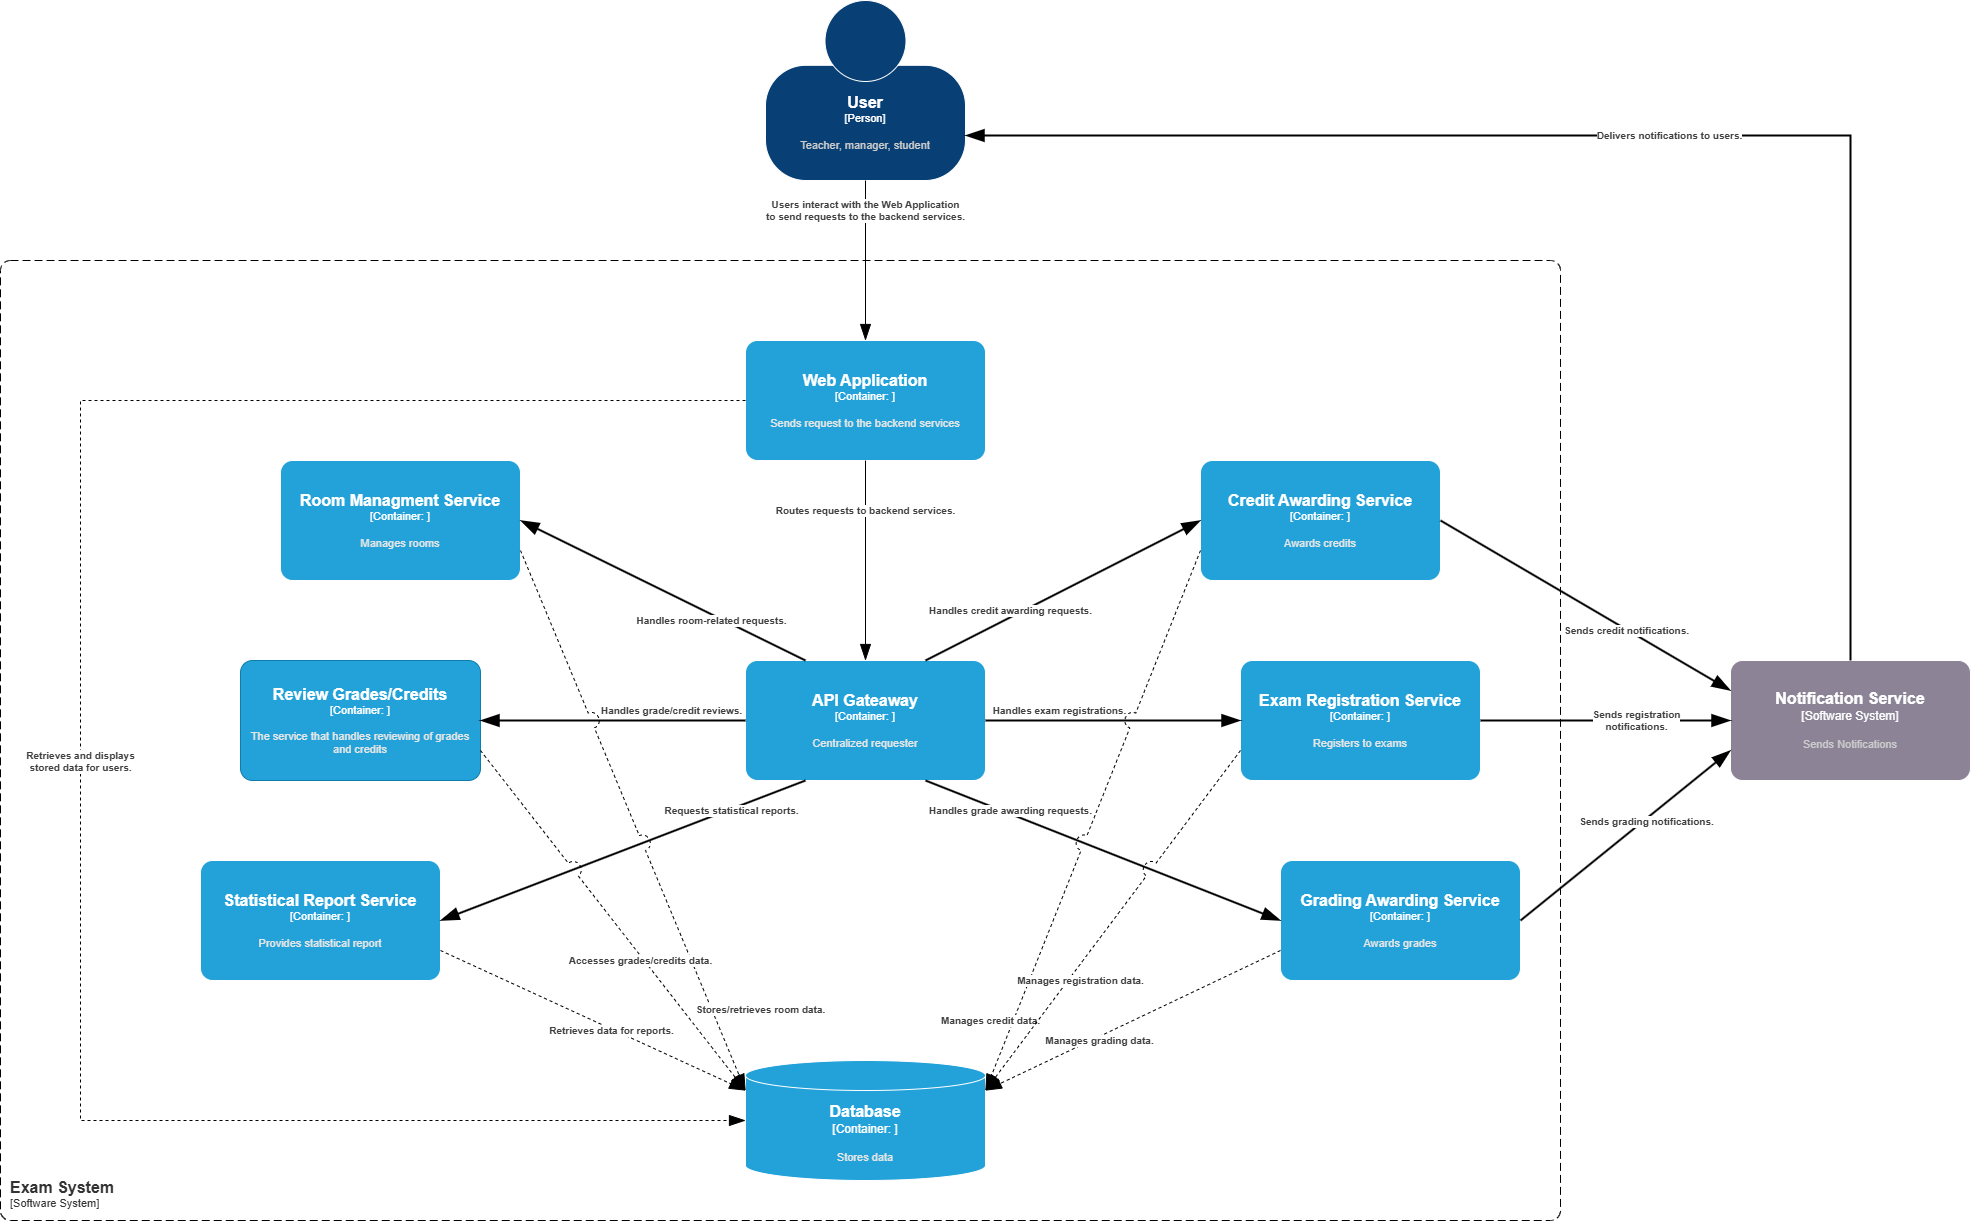 User
[Person]
Teacher, manager, student
Delivers notifications to users.
Users interact with the Web Application
to send requests to the backend services.
Web Application
[Container: ]
Sends request to the backend services
Room Managment Service
[Container: ]
Manages rooms
Credit Awarding Service
[Container: ]
Awards credits
Routes requests to backend services.
Handles credit awarding requests.
Handles room-related requests.
Sends credit notifications.
Review Grades/Credits
[Container: ]
The service that handles reviewing of grades
and credits
Handles grade/credit reviews.
API Gateaway
[Container: ]
Centralized requester
Handles exam registrations.
Exam Registration Service
[Container: ]
Registers to exams
Sends registration
notifications.
Notification Service
[Software System]
Sends Notifications
Retrieves and displays
stored data for users.
Requests statistical reports.
Handles grade awarding requests.
Sends grading notifications.
Statistical Report Service
[Container: ]
Provides statistical report
Grading Awarding Service
[Container: ]
Awards grades
Accesses grades/credits data.
Manages registration data.
Stores/retrieves room data.
Manages credit data.
Retrieves data for reports.
Manages grading data.
Database
[Container: ]
Stores data
Exam System
[Software System]